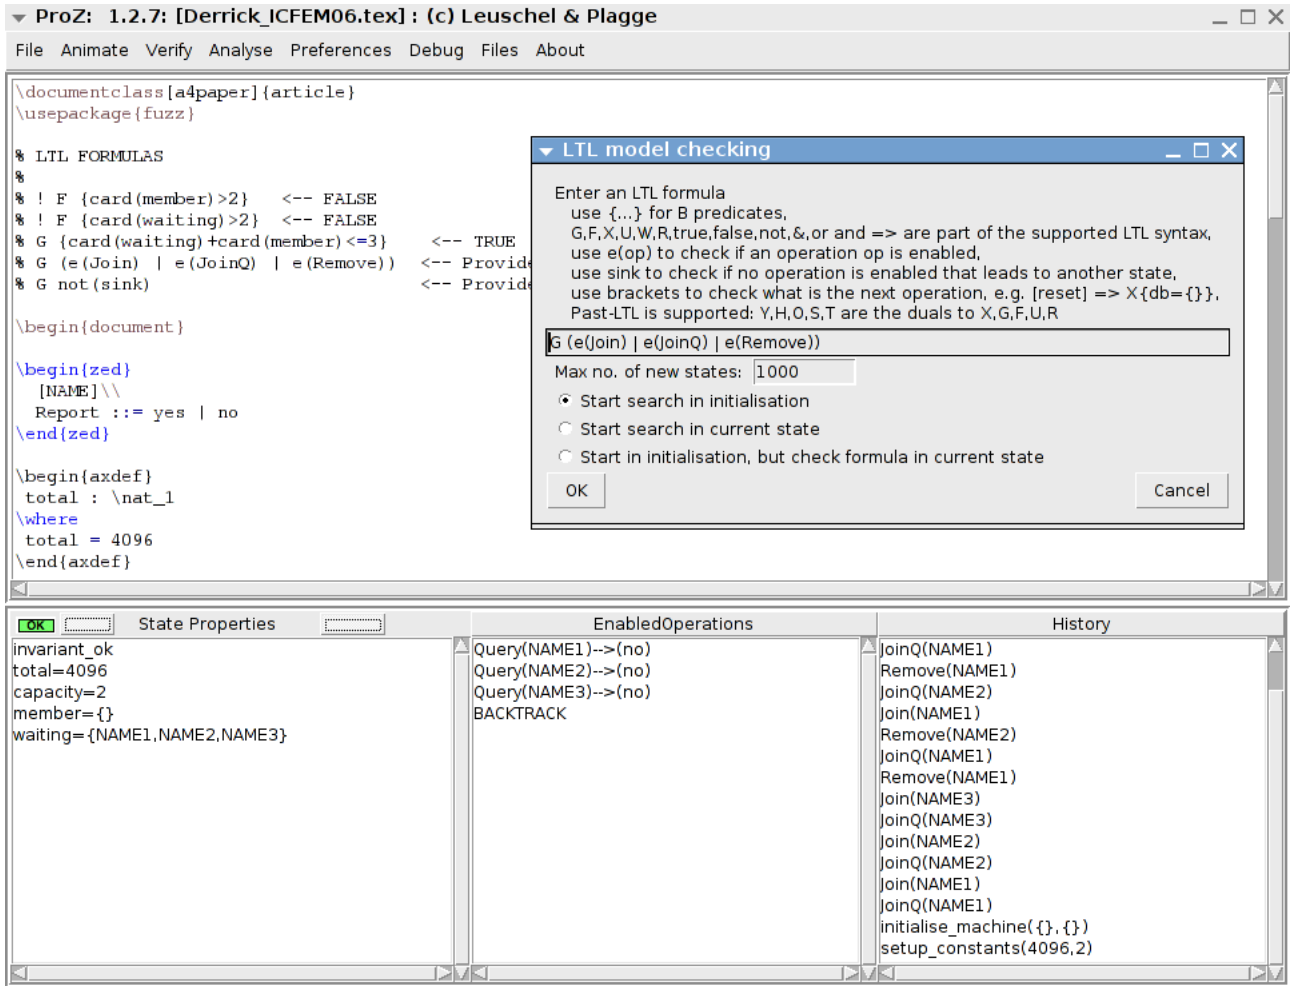 ProZ: 1.2.7: [Derrick_ICFEM06.tex] : (c) Leuschel & Plagge
File Animate Verify Analyse Preferences Debug Files About
\documentclass[a4paper]{article}
\usepackage{fuzz}
% LTL FORMULAS
%
% ! F {card(member)>2} <-- FALSE
% ! F {card(waiting)>2} <-- FALSE
% G {card(waiting)+card(member)<=3} <-- TRUE
% G (e(Join) | e(JoinQ) | e(Remove)) <-- Provide
% G not(sink) <-- Provide
\begin{document}
\begin{zed}
[NAME]\\
Report ::= yes | no
\end{zed}
\begin{axdef}
total : \nat_1
\where
total = 4096
\end{axdef}
LTL model checking
Enter an LTL formula
use {...} for B predicates,
G,F,X,U,W,R,true,false,not,&,or and => are part of the supported LTL syntax,
use e(op) to check if an operation op is enabled,
use sink to check if no operation is enabled that leads to another state,
use brackets to check what is the next operation, e.g. [reset] => X{db={}},
Past-LTL is supported: Y,H,O,S,T are the duals to X,G,F,U,R
G (e(Join) | e(JoinQ) | e(Remove))
Max no. of new states: 1000
Start search in initialisation
Start search in current state
Start in initialisation, but check formula in current state
OK Cancel
OK State Properties
invariant_ok
total=4096
capacity=2
member={}
waiting={NAME1,NAME2,NAME3}
EnabledOperations
Query(NAME1)-->(no)
Query(NAME2)-->(no)
Query(NAME3)-->(no)
BACKTRACK
History
JoinQ(NAME1)
Remove(NAME1)
JoinQ(NAME2)
Join(NAME1)
Remove(NAME2)
JoinQ(NAME1)
Remove(NAME1)
Join(NAME3)
JoinQ(NAME3)
Join(NAME2)
JoinQ(NAME2)
Join(NAME1)
JoinQ(NAME1)
initialise_machine({},{})
setup_constants(4096,2)